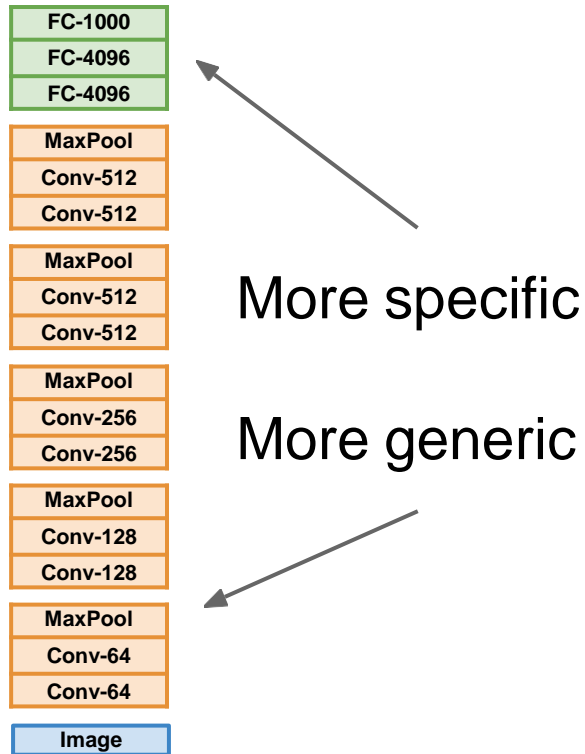 FC-1000
FC-4096
FC-4096
MaxPool
Conv-512
Conv-512
MaxPool
Conv-512
Conv-512
More specific
MaxPool
Conv-256
Conv-256
More generic
MaxPool
Conv-128
Conv-128
MaxPool
Conv-64
Conv-64
Image